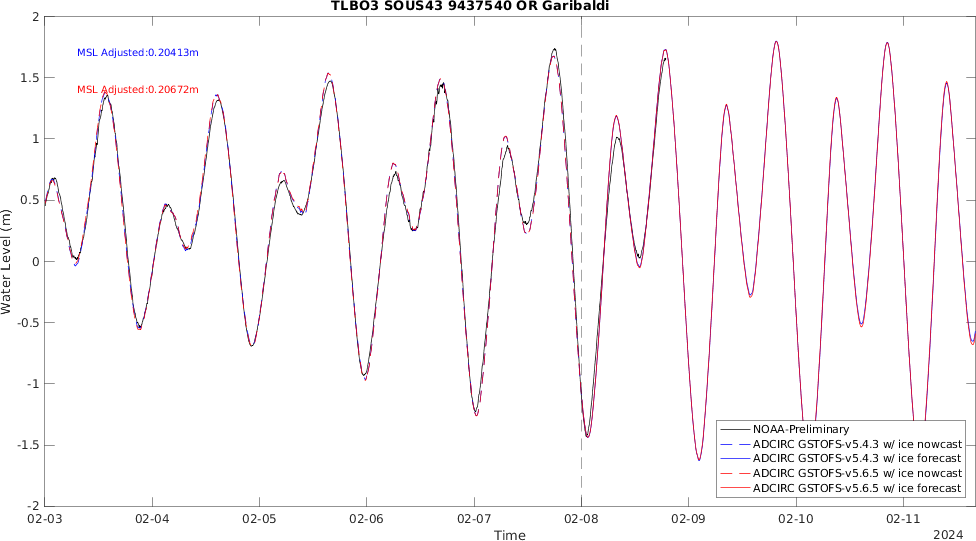 TLBO3 SOUS43 9437540 OR Garibaldi
2
1.5
1
0.5
0
-0.5
-1
-1.5
-2
Water Level (m)
MSL Adjusted:0.20413m
MSL Adjusted:0.20672m
NOAA-Preliminary
ADCIRC GSTOFS-v5.4.3 w/ ice nowcast
ADCIRC GSTOFS-v5.4.3 w/ ice forecast
ADCIRC GSTOFS-v5.6.5 w/ ice nowcast
ADCIRC GSTOFS-v5.6.5 w/ ice forecast
02-03 02-04 02-05 02-06 02-07 02-08 02-09 02-10 02-11
Time
2024